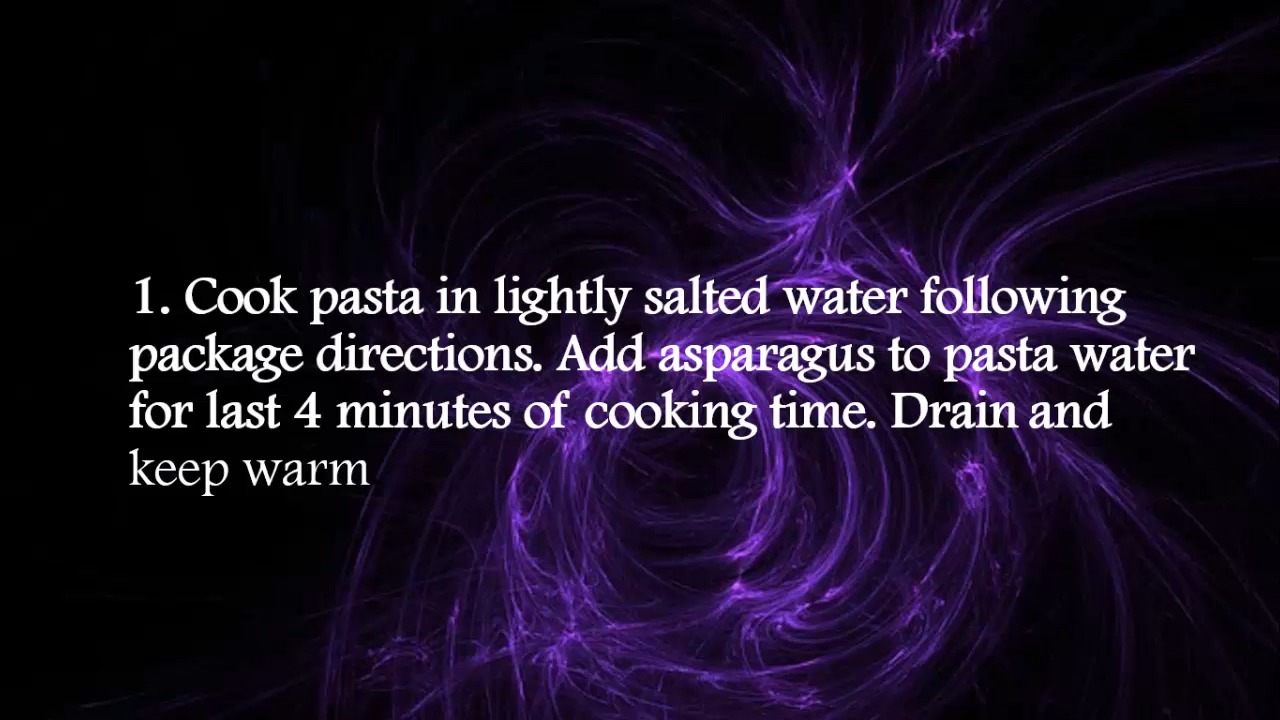 1. Cook pasta in lightly salted water following
package directions. Add asparagus to pasta water
for last 4 minutes of cooking time. Drain and
keep warm